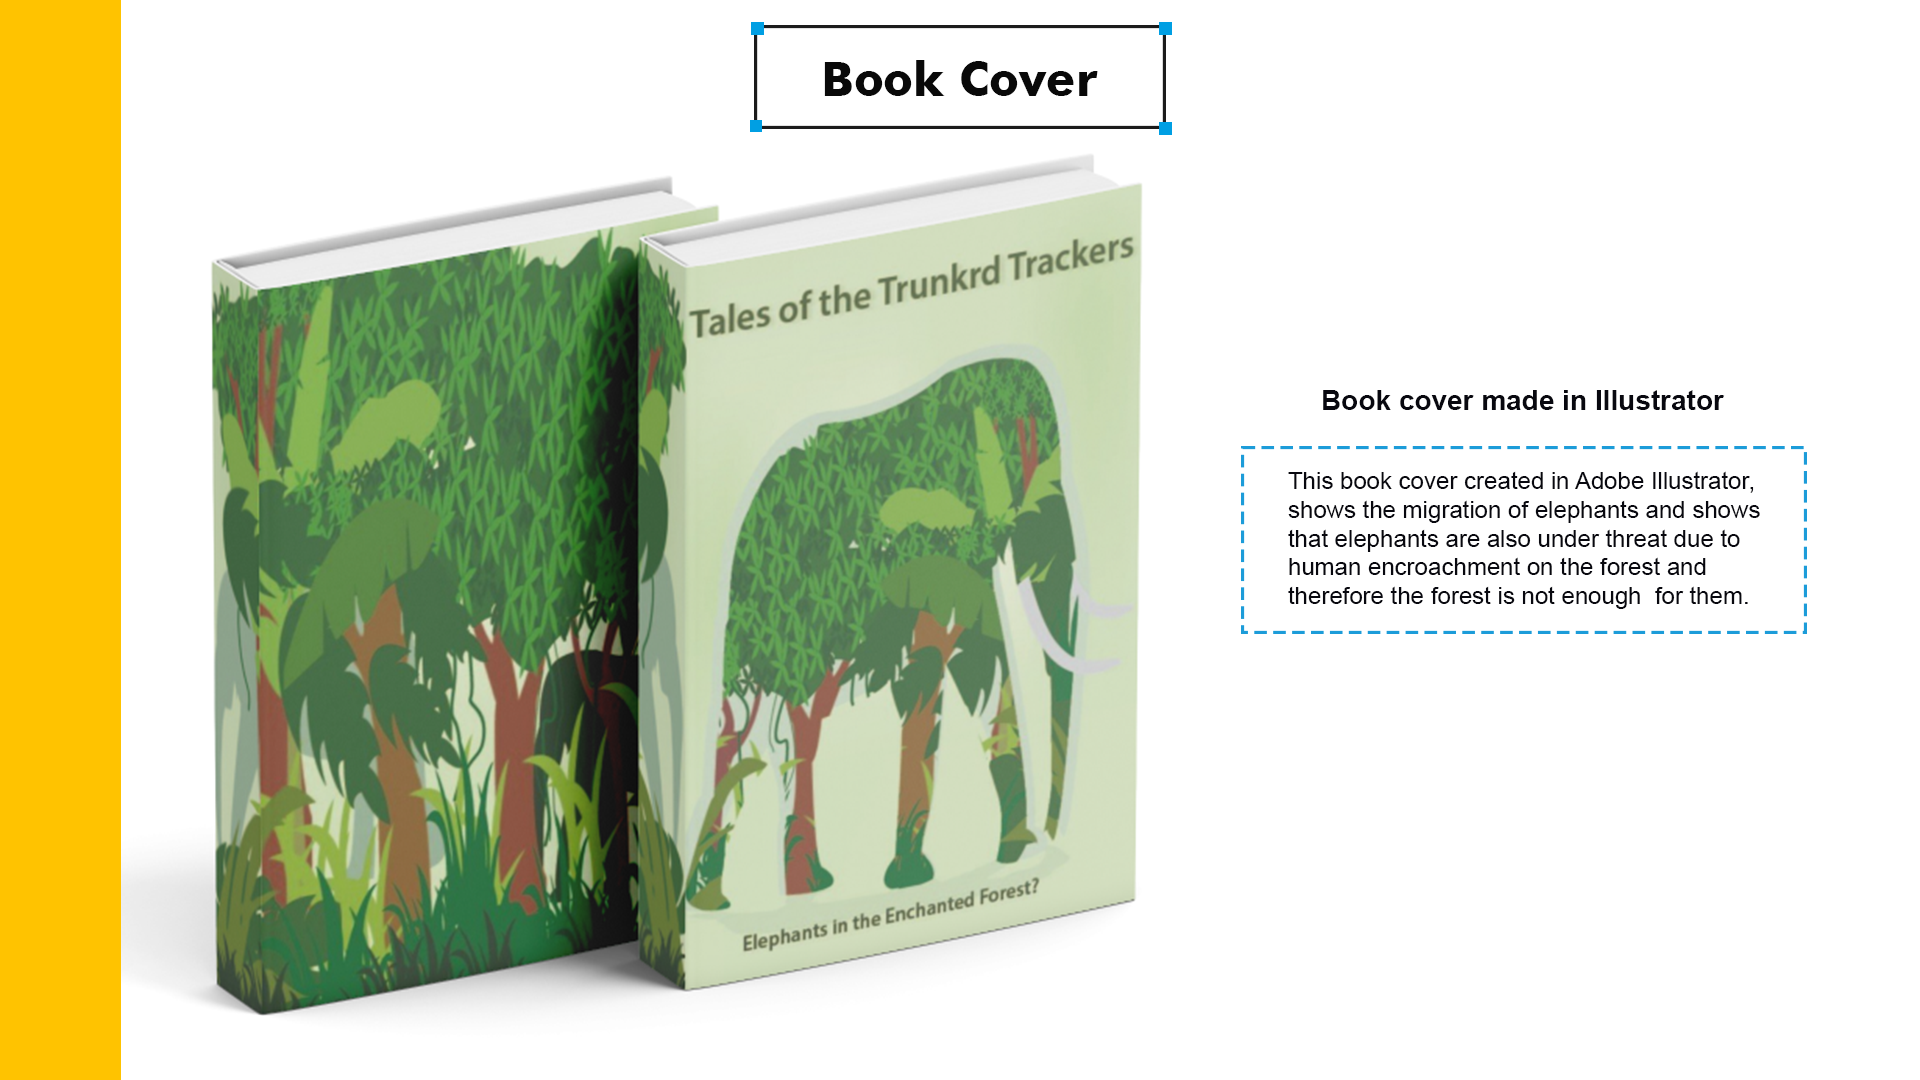 Book Cover
Tales of the Trunkrd Trackers
Elephants in the Enchanted Forest?
Book cover made in Illustrator
This book cover created in Adobe Illustrator,
shows the migration of elephants and shows
that elephants are also under threat due to
human encroachment on the forest and
therefore the forest is not enough  for them.